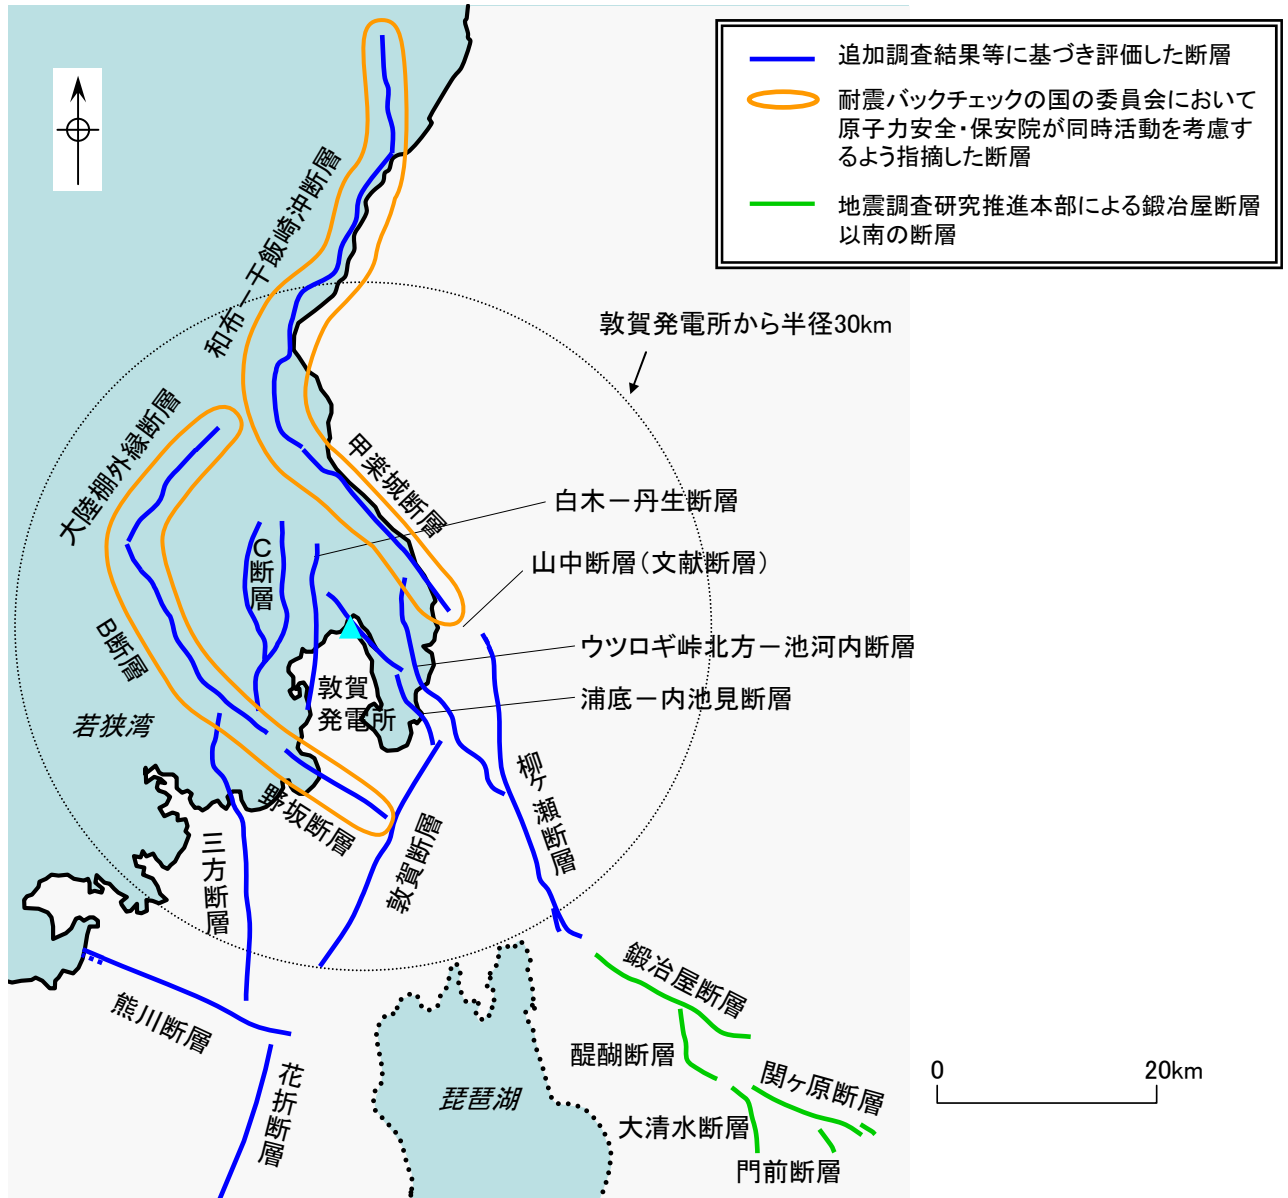 追加調査結果等に基づき評価した断層
耐震バックチェックの国の委員会において
原子力安全・保安院が同時活動を考慮す
るよう指摘した断層
地震調査研究推進本部による鍛冶屋断層
以南の断層
和布－干飯崎沖断層
敦賀発電所から半径30km
大陸棚外縁断層
甲楽城断層
白木－丹生断層
C断層
山中断層(文献断層)
B断層
ウツロギ峠北方－池河内断層
敦賀
発電所
浦底－内池見断層
若狭湾
柳ヶ瀬断層
野坂断層
三方断層
敦賀断層
鍛冶屋断層
熊川断層
醍醐断層
花折断層
琵琶湖
関ヶ原断層
大清水断層
門前断層
0
20km